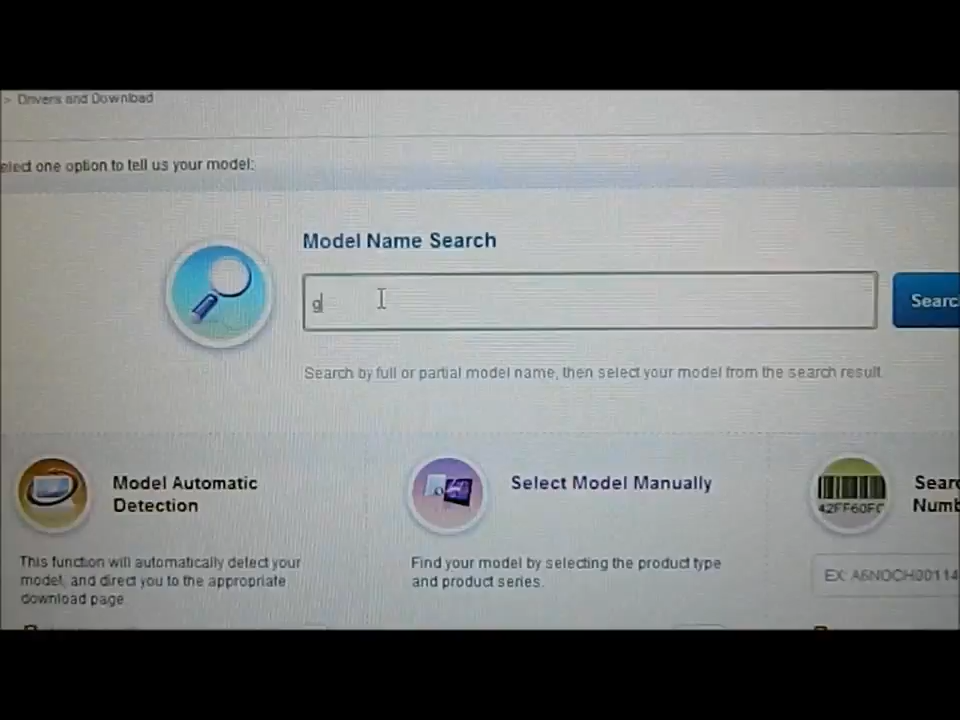 > Drivers and Download
elect one option to tell us your model:
Model Name Search
g
Searc
Search by full or partial model name, then select your model from the search result.
Model Automatic
Detection
This function will automatically detect your
model, and direct you to the appropriate
download page.
Select Model Manually
Find your model by selecting the product type
and product series.
42FF60FC
Sear
Numb
EX: A6N0CH00114